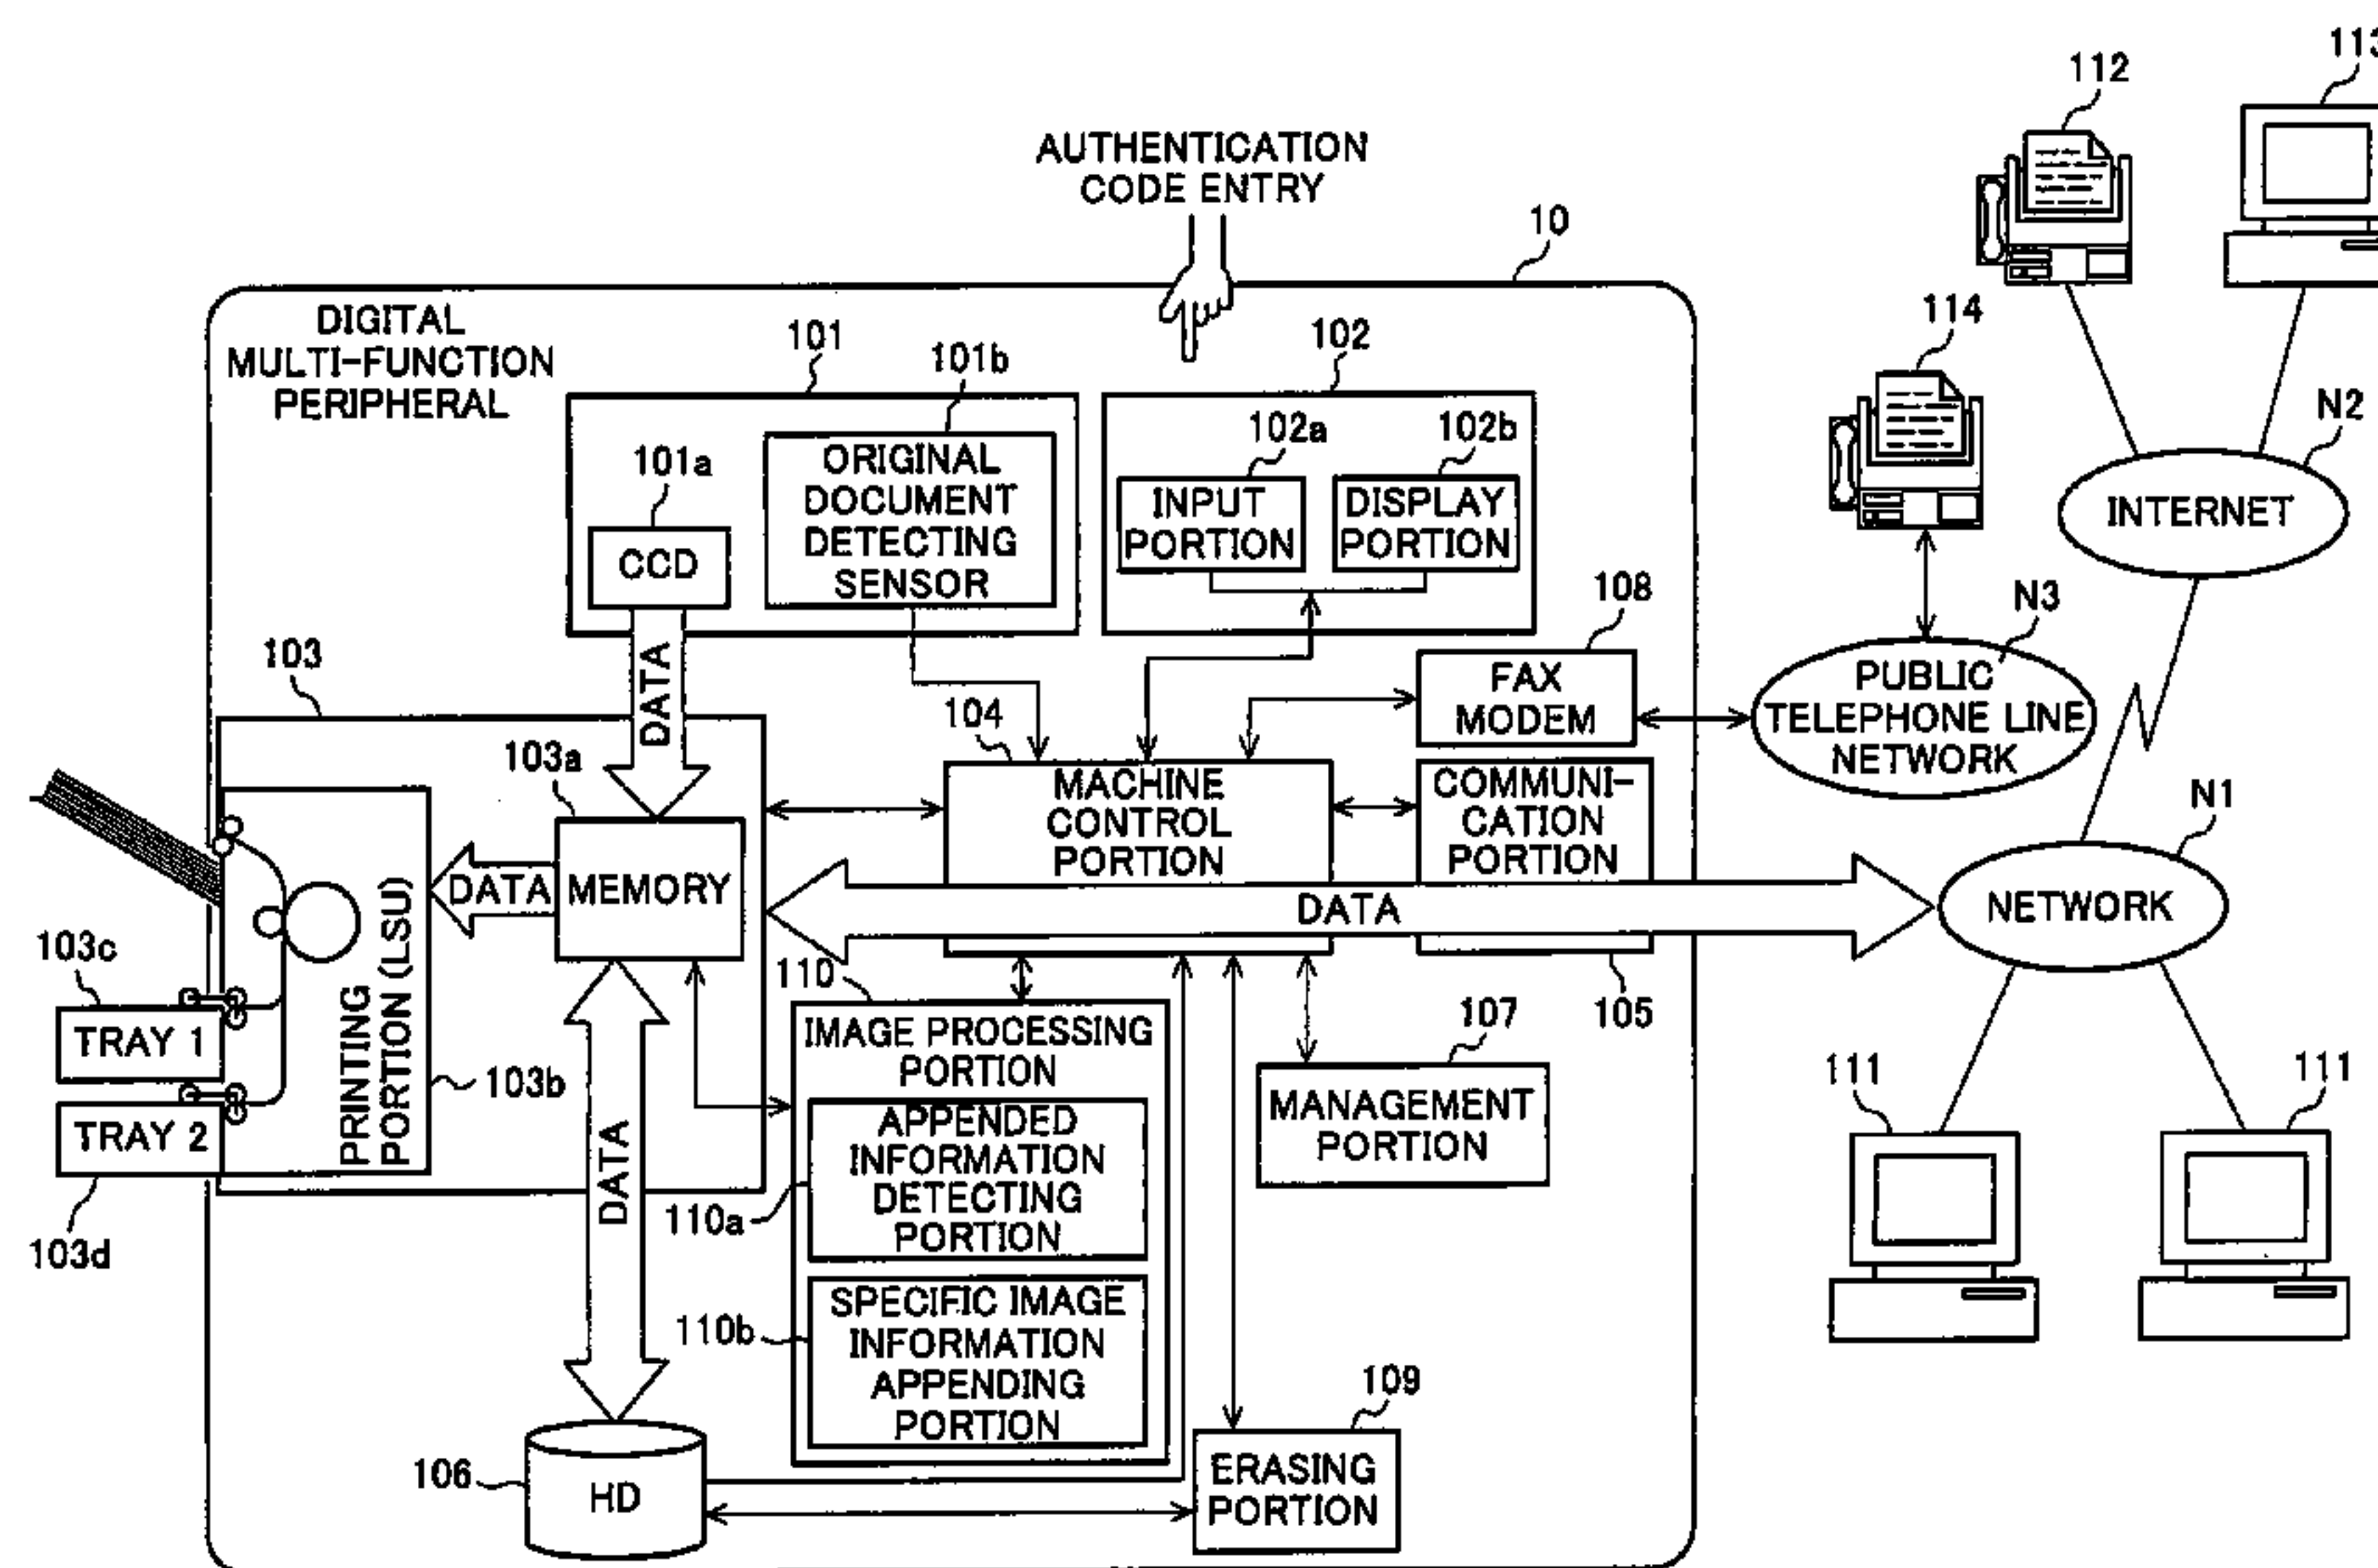 112
113
AUTHENTICATION
CODE ENTRY
10
114
DIGITAL
MULTI-FUNCTION
PERIPHERAL
101
101b
102
N2
102a
102b
101a
ORIGINAL
DOCUMENT
DETECTING
SENSOR
INPUT
PORTION
DISPLAY
PORTION
INTERNET
CCD
108
N3
DATA
103
FAX
MODEM
PUBLIC
TELEPHONE LINE
NETWORK
104
103a
MACHINE
CONTROL
PORTION
COMMUNI-
CATION
PORTION
N1
DATA
MEMORY
DATA
NETWORK
103c
PRINTING
PORTION (LSU)
110
105
TRAY 1
IMAGE PROCESSING
PORTION
107
103b
MANAGEMENT
PORTION
111
111
TRAY 2
APPENDED
INFORMATION
DETECTING
PORTION
DATA
110a
103d
SPECIFIC IMAGE
INFORMATION
APPENDING
PORTION
110b
109
106
HD
ERASING
PORTION